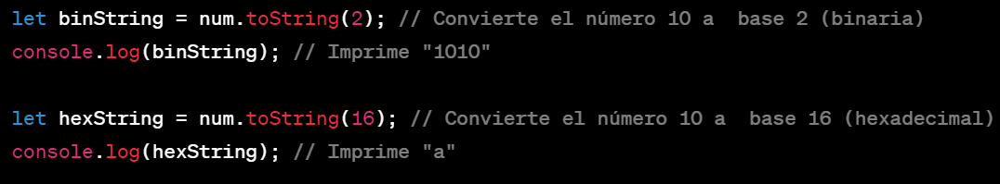 let binString = num.toString(2); // Convierte el número 10 a  base 2 (binaria)
console.log(binString); // Imprime "1010"
let hexString = num.toString(16); // Convierte el número 10 a  base 16 (hexadecimal)
console.log(hexString); // Imprime "a"